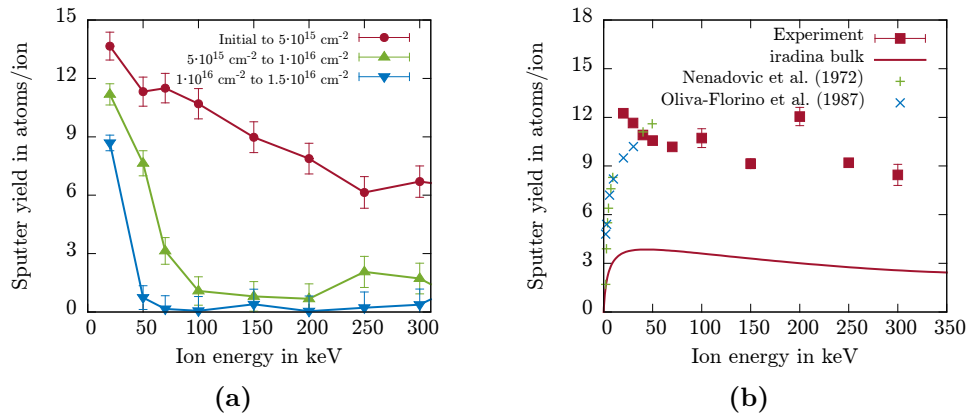 Sputter yield in atoms/ion
15
12
9
6
3
0
Initial to 5·10¹⁵ cm⁻²
5·10¹⁵ cm⁻² to 1·10¹⁶ cm⁻²
1·10¹⁶ cm⁻² to 1.5·10¹⁶ cm⁻²
0 50 100 150 200 250 300
Ion energy in keV
(a)
Sputter yield in atoms/ion
18
15
12
9
6
3
0
Experiment
iradina bulk
Nenadovic et al. (1972)
Oliva-Florino et al. (1987)
0 50 100 150 200 250 300 350
Ion energy in keV
(b)